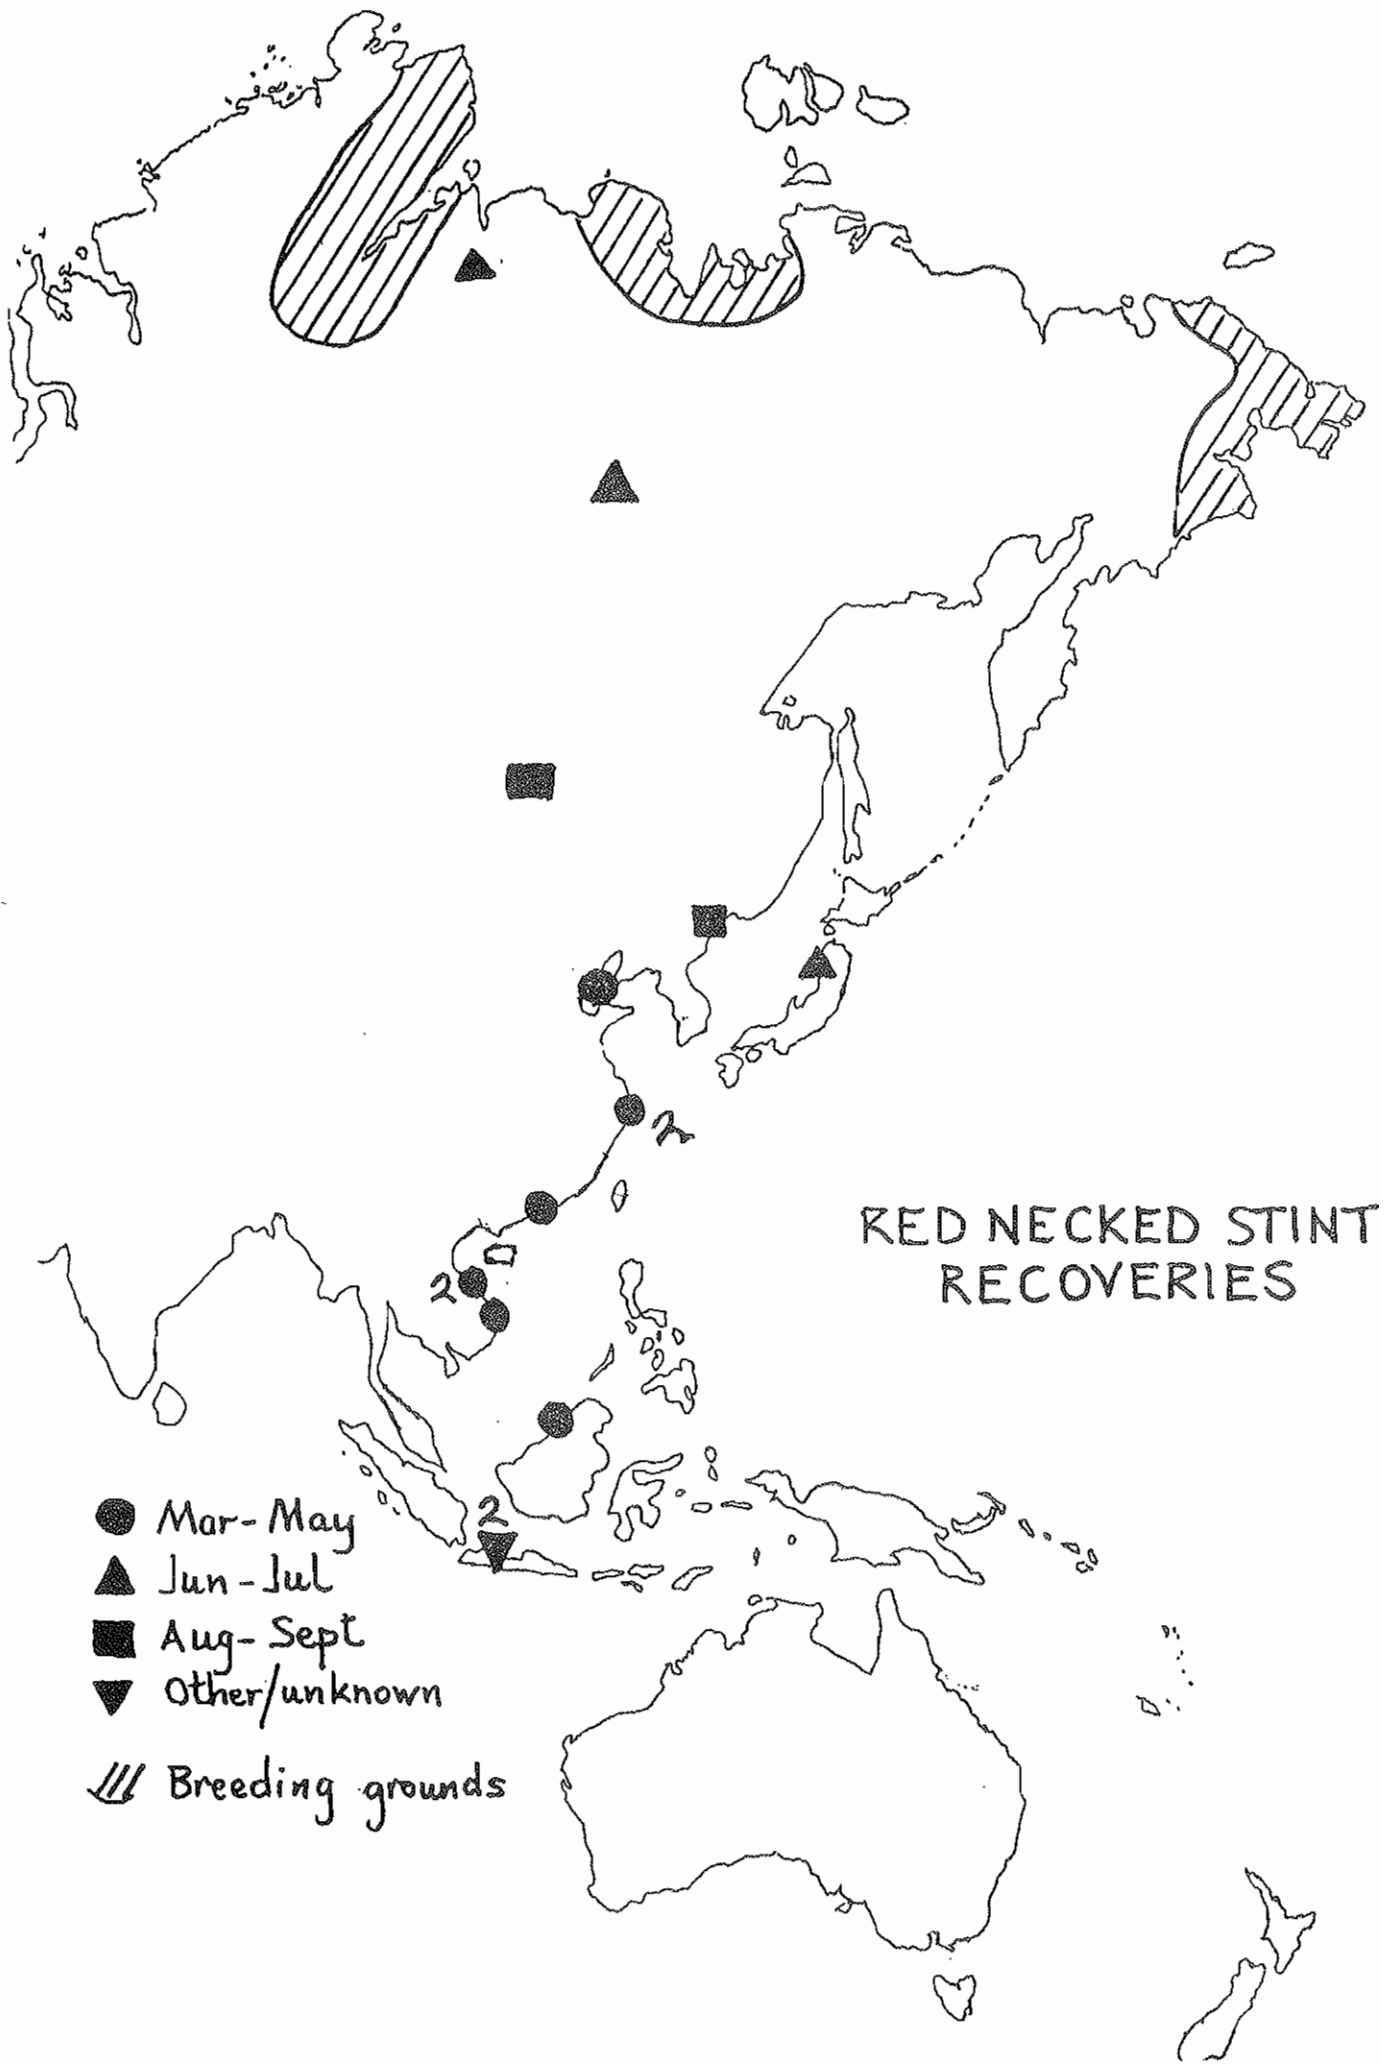 2
RED NECKED STINT
RECOVERIES
2
2
Mar-May
Jun-Jul
Aug-Sept
Other/unknown
Breeding grounds